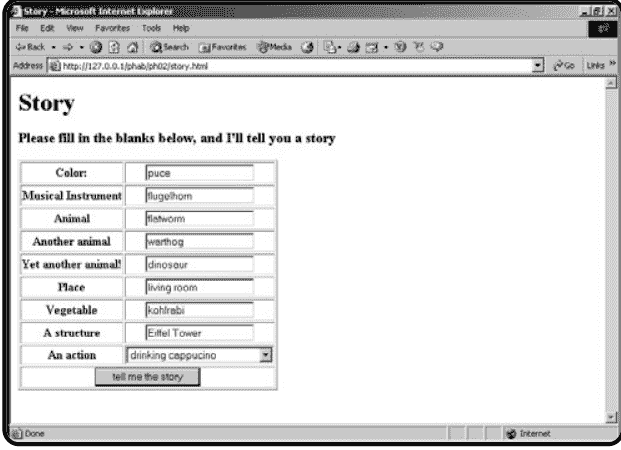 Story - Microsoft Internet Explorer
File Edit View Favorites Tools Help
Back Search Favorites Media
Address http://127.0.0.1/phab/ph02/story.html Go Links »
Story
Please fill in the blanks below, and I'll tell you a story
Color: puce
Musical Instrument flugelhorn
Animal flatworm
Another animal warthog
Yet another animal! dinosaur
Place living room
Vegetable kohlrabi
A structure Eiffel Tower
An action drinking cappucino
tell me the story
Done Internet